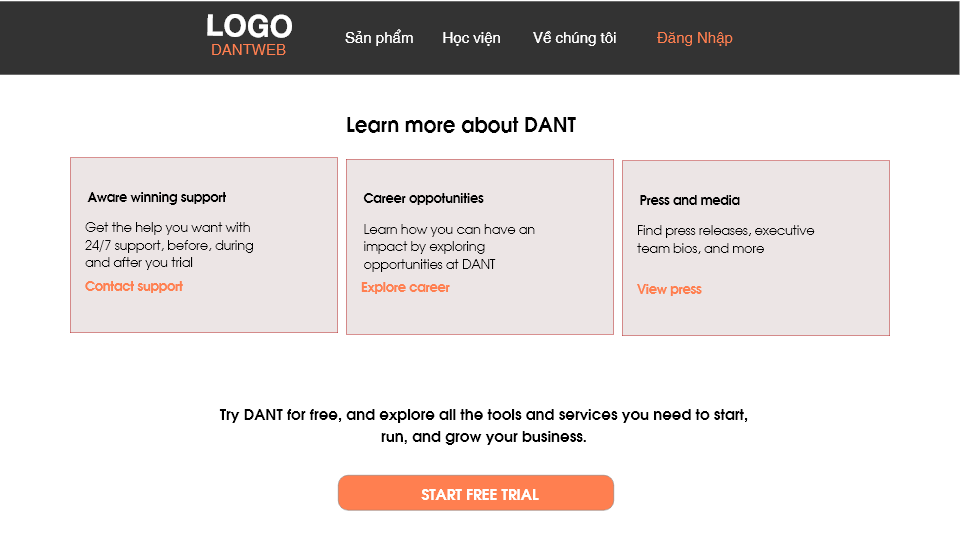 LOGO
DANTWEB
Sản phẩm
Học viện
Về chúng tôi
Đăng Nhập
Learn more about DANT
Aware winning support
Get the help you want with
24/7 support, before, during
and after you trial
Contact support
Career oppotunities
Learn how you can have an
impact by exploring
opportunities at DANT
Explore career
Press and media
Find press releases, executive
team bios, and more
View press
Try DANT for free, and explore all the tools and services you need to start,
run, and grow your business.
START FREE TRIAL